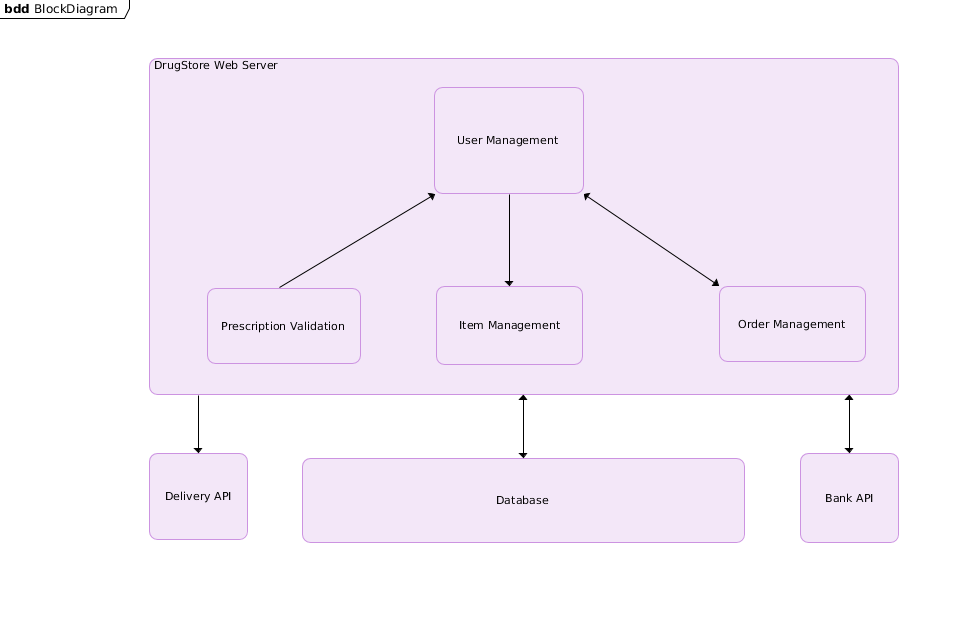 bdd BlockDiagram
DrugStore Web Server
User Management
Prescription Validation
Item Management
Order Management
Delivery API
Database
Bank API